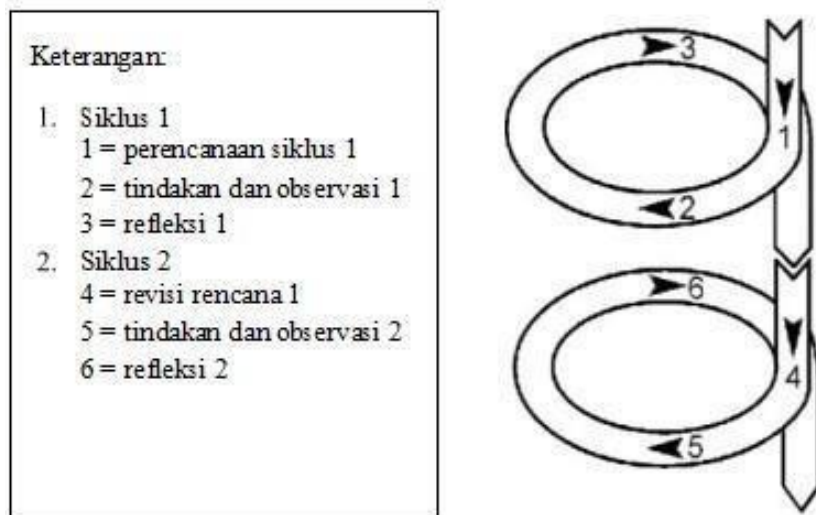 Keterangan:
1. Siklus 1
1 = perencanaan siklus 1
2 = tindakan dan observasi 1
3 = refleksi 1
2. Siklus 2
4 = revisi rencana 1
5 = tindakan dan observasi 2
6 = refleksi 2
3
1
2
6
4
5